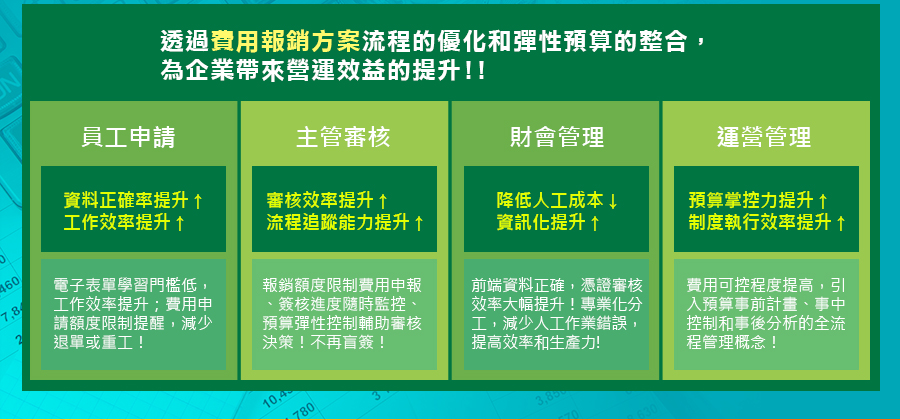 透過費用報銷方案流程的優化和彈性預算的整合，
為企業帶來營運效益的提升！！
員工申請
資料正確率提升↑
工作效率提升↑
電子表單學習門檻低，
工作效率提升；費用申
請額度限制提醒，減少
退單或重工！
主管審核
審核效率提升↑
流程追蹤能力提升↑
報銷額度限制費用申報
、簽核進度隨時監控、
預算彈性控制輔助審核
決策！不再盲簽！
財會管理
降低人工成本↓
資訊化提升↑
前端資料正確，憑證審核
效率大幅提升！專業化分
工，減少人工作業錯誤，
提高效率和生產力!
運營管理
預算掌控力提升↑
制度執行效率提升↑
費用可控程度提高，引
入預算事前計畫、事中
控制和事後分析的全流
程管理概念！